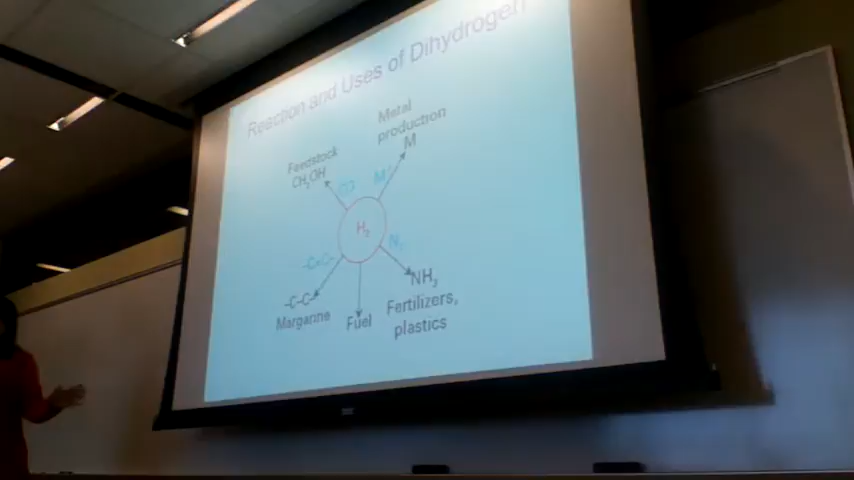 Reaction and Uses of Dihydrogen
Metal
production
M
Feedstock
CH3OH
CO
M+
H2
N2
-C=C-
-C-C-
Margarine
Fuel
NH3
Fertilizers,
plastics